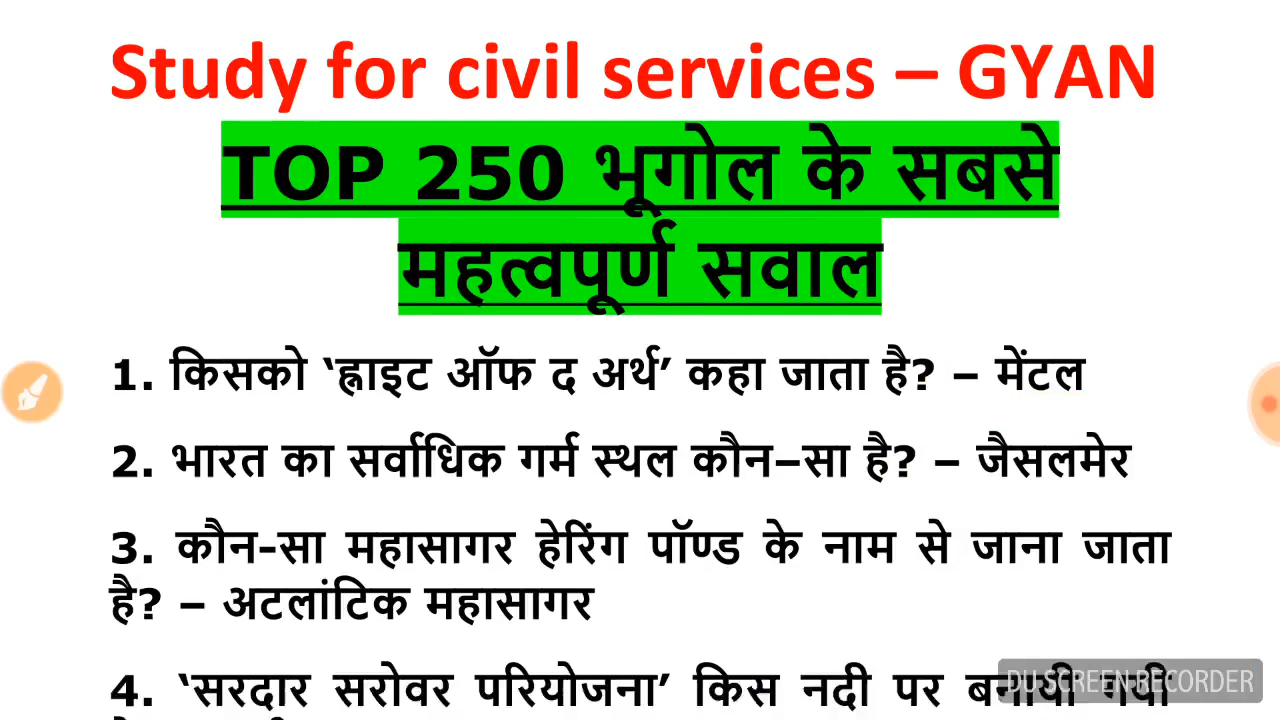 Study for civil services – GYAN
TOP 250 भूगोल के सबसे
महत्वपूर्ण सवाल
1. किसको ‘ह्वाइट ऑफ द अर्थ’ कहा जाता है? – मेंटल
2. भारत का सर्वाधिक गर्म स्थल कौन–सा है? – जैसलमेर
3. कौन-सा महासागर हेरिंग पॉण्ड के नाम से जाना जाता
है? – अटलांटिक महासागर
4. ‘सरदार सरोवर परियोजना’ किस नदी पर बनायी गयी
DU SCREEN RECORDER